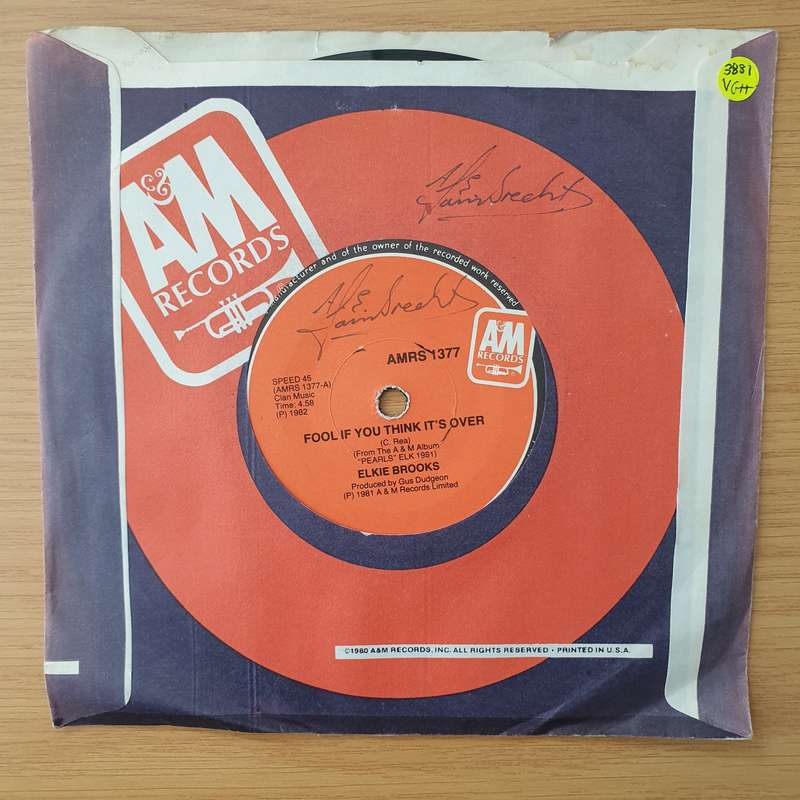 3831
VG++
A&M
RECORDS
manufacturer and of the owner of the recorded work reserved
A&M
RECORDS
AMRS 1377
SPEED 45
(AMRS 1377-A)
Clan Music
Time: 4.58
(P) 1982
FOOL IF YOU THINK IT'S OVER
(C. Rea)
(From The A & M Album
"PEARLS" ELK 1981)
ELKIE BROOKS
Produced by Gus Dudgeon
(P) 1981 A & M Records Limited
©1980 A&M RECORDS, INC. ALL RIGHTS RESERVED • PRINTED IN U.S.A.